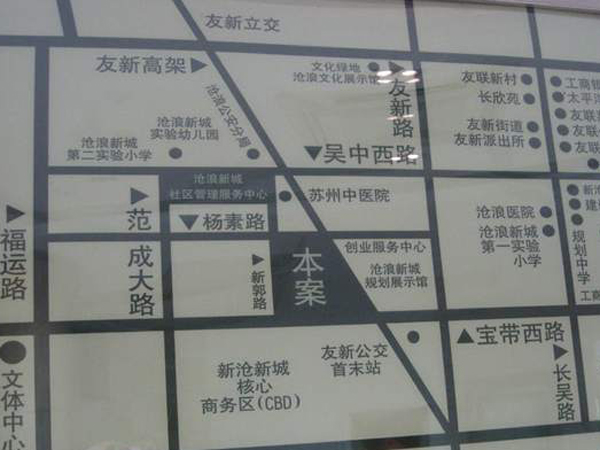 友新立交
友新高架
沧浪公安分局
沧浪新城
实验幼儿园
沧浪新城
第二实验小学
文化绿地
沧浪文化展示馆
友新路
吴中西路
友联新村
长欣苑
友新街道
友新派出所
工商银
太平洋
友联
友联
友联
福运路
范成大路
沧浪新城
社区管理服务中心
杨素路
新郭路
苏州中医院
本案
创业服务中心
沧浪新城
规划展示馆
沧浪医院
沧浪新城
第一实验
小学
规划中学
工商
文体中心
新沧新城
核心
商务区(CBD)
友新公交
首末站
宝带西路
长吴路